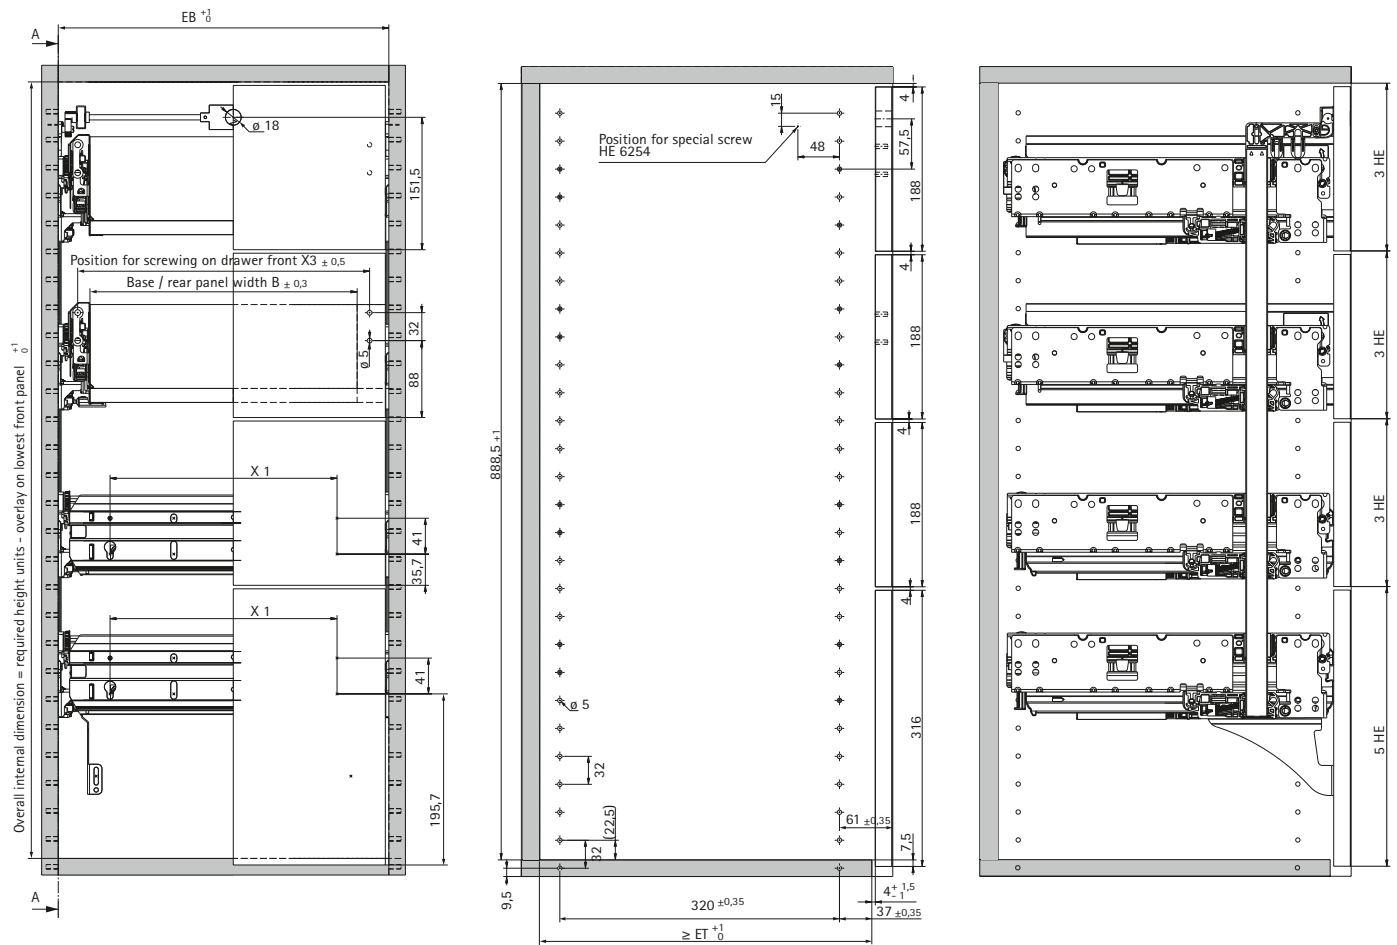 EB +1 0
A
ø 18
151,5
Position for screwing on drawer front X3 ± 0,5
Base / rear panel width B ± 0,3
32
ø 5
88
X 1
41
35,7
X 1
41
195,7
Overall internal dimension = required height units - overlay on lowest front panel +1 0
A
15
Position for special screw
HE 6254
48
4
57,5
188
4
188
4
188
4
316
888,5 +1
ø 5
32
(22,5)
32
61 ±0,35
7,5
9,5
320 ±0,35
4 + 1,5 - 1
37 ±0,35
≥ ET +1 0
3 HE
3 HE
3 HE
5 HE